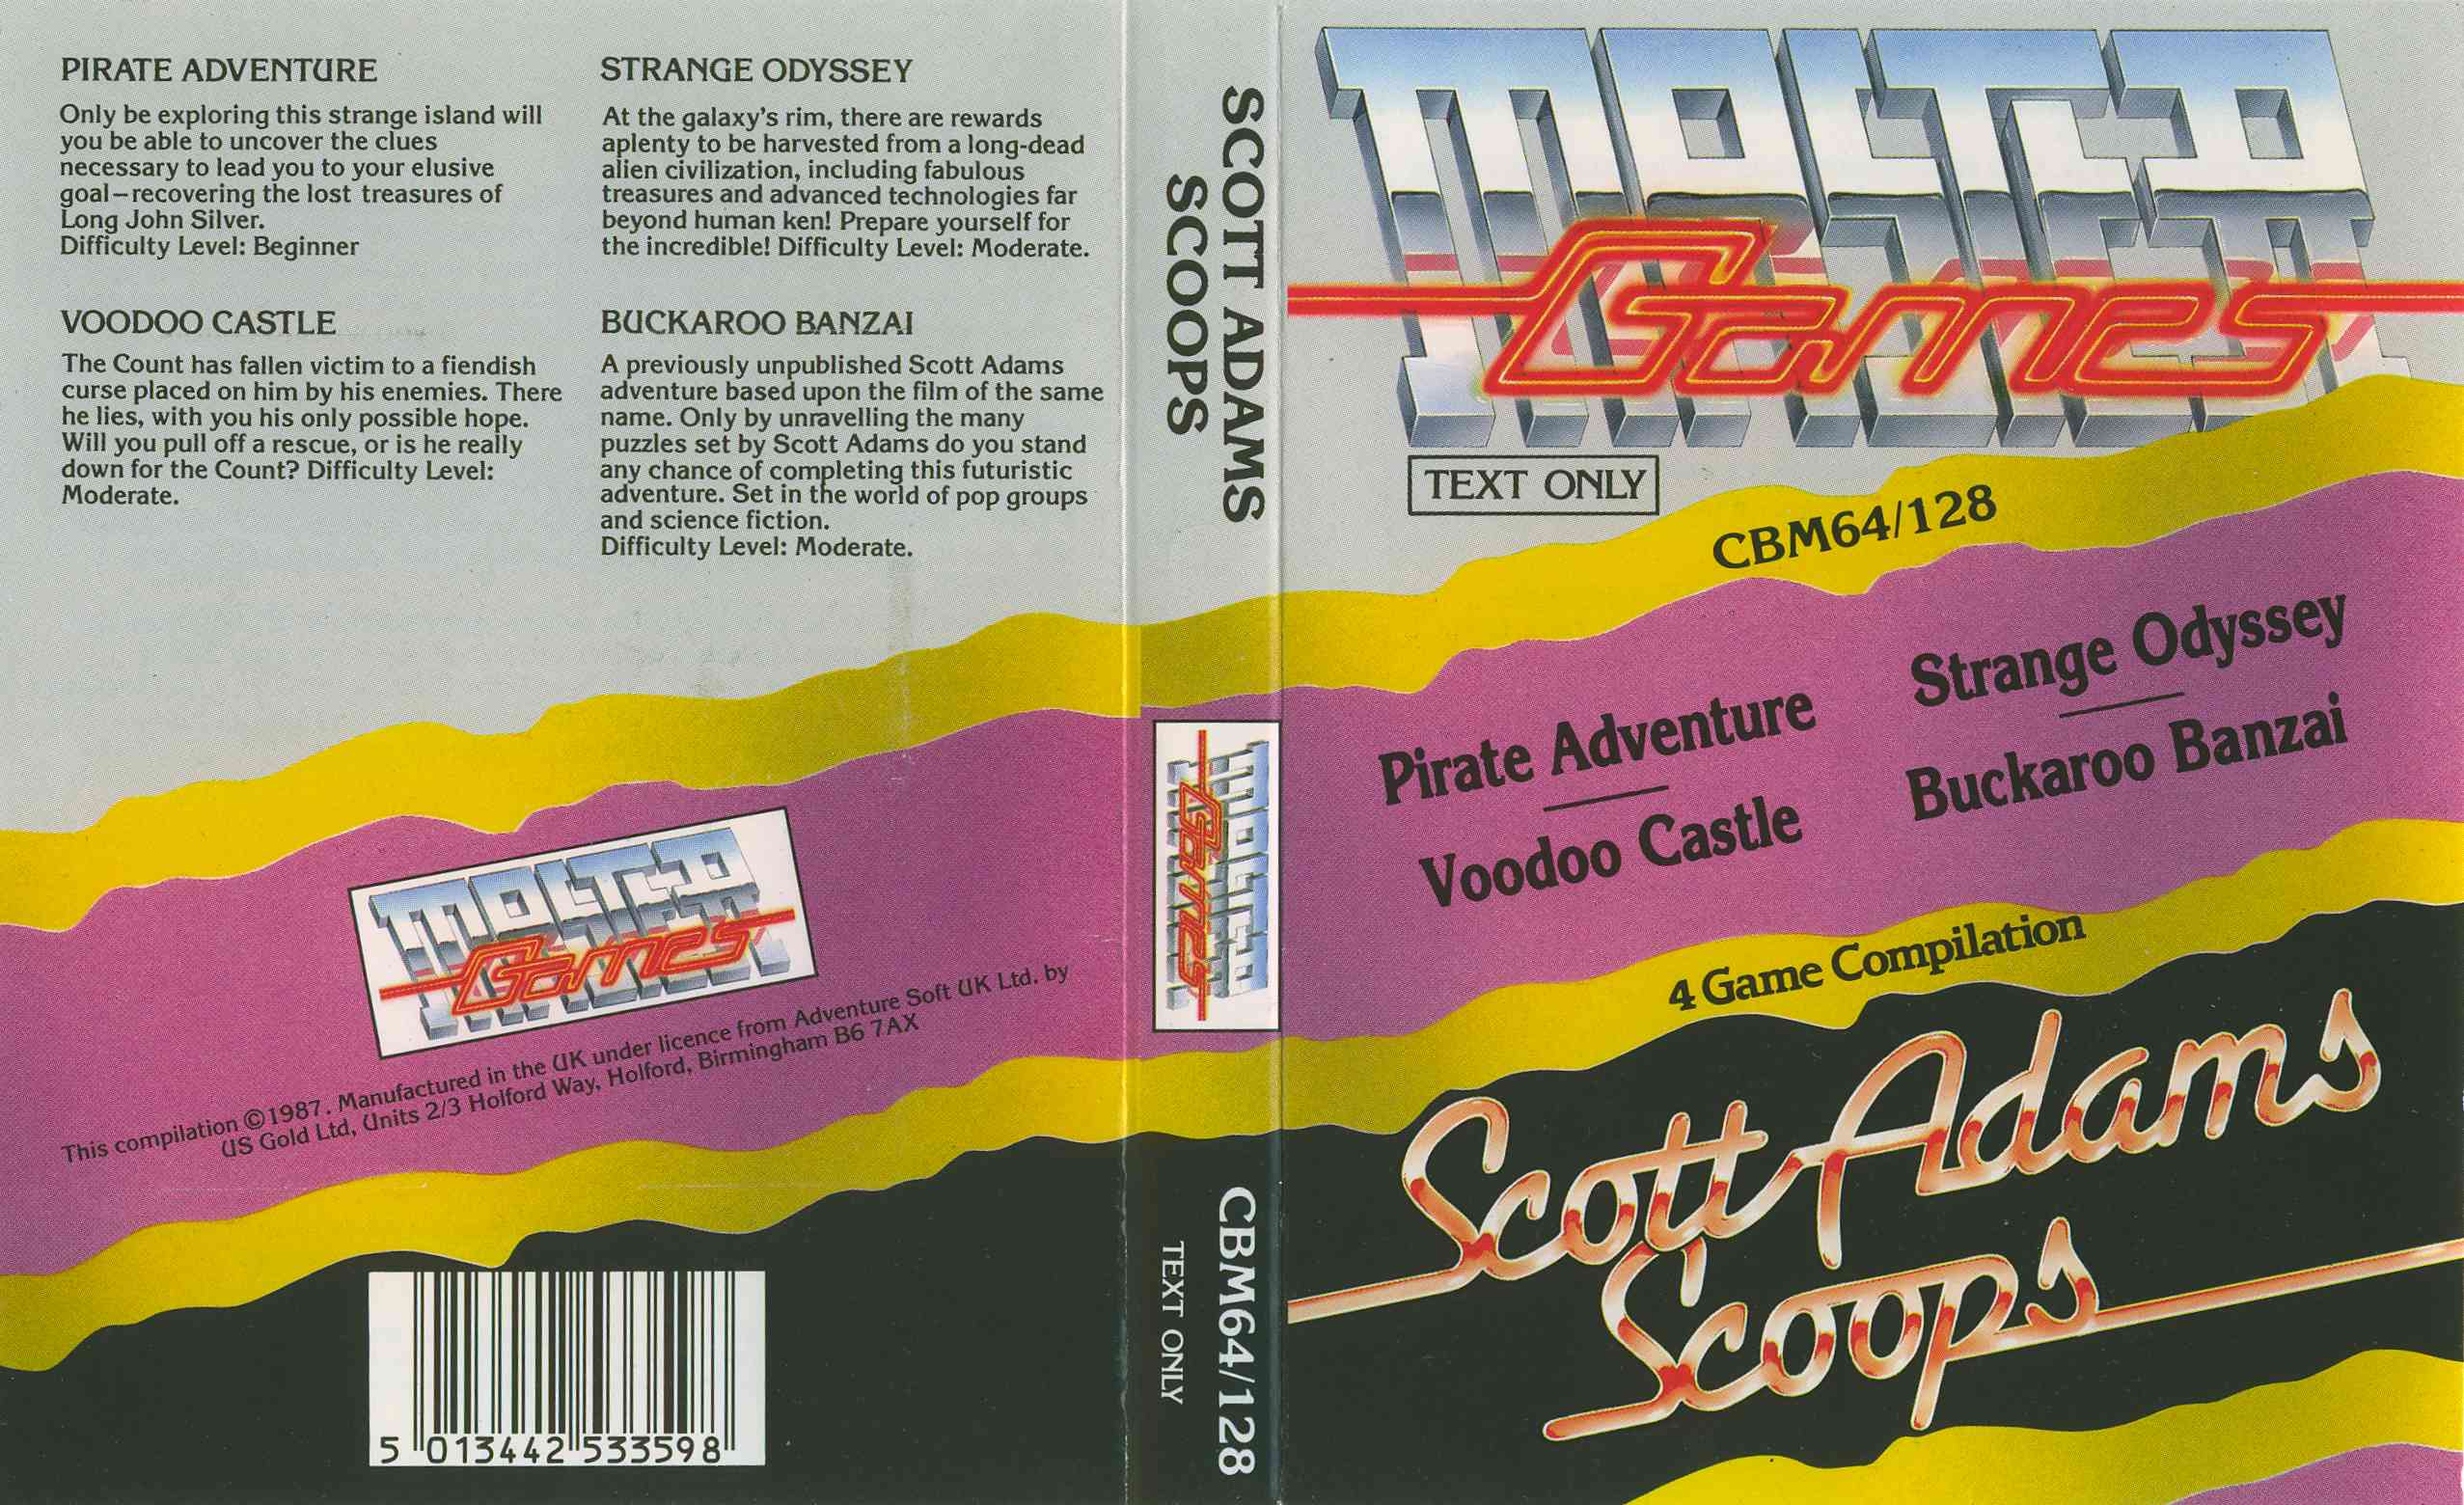 PIRATE ADVENTURE
Only be exploring this strange island will
you be able to uncover the clues
necessary to lead you to your elusive
goal–recovering the lost treasures of
Long John Silver.
Difficulty Level: Beginner
VOODOO CASTLE
The Count has fallen victim to a fiendish
curse placed on him by his enemies. There
he lies, with you his only possible hope.
Will you pull off a rescue, or is he really
down for the Count? Difficulty Level:
Moderate.
STRANGE ODYSSEY
At the galaxy's rim, there are rewards
aplenty to be harvested from a long-dead
alien civilization, including fabulous
treasures and advanced technologies far
beyond human ken! Prepare yourself for
the incredible! Difficulty Level: Moderate.
BUCKAROO BANZAI
A previously unpublished Scott Adams
adventure based upon the film of the same
name. Only by unravelling the many
puzzles set by Scott Adams do you stand
any chance of completing this futuristic
adventure. Set in the world of pop groups
and science fiction.
Difficulty Level: Moderate.
MOLTA
Games
This compilation ©1987. Manufactured in the UK under licence from Adventure Soft UK Ltd. by
US Gold Ltd, Units 2/3 Holford Way, Holford, Birmingham B6 7AX
5 013442 533598
SCOTT ADAMS
SCOOPS
MOLTA
Games
CBM64/128
TEXT ONLY
MOLTA
Games
TEXT ONLY
CBM64/128
Pirate Adventure
Voodoo Castle
Strange Odyssey
Buckaroo Banzai
4 Game Compilation
Scott Adams
Scoops